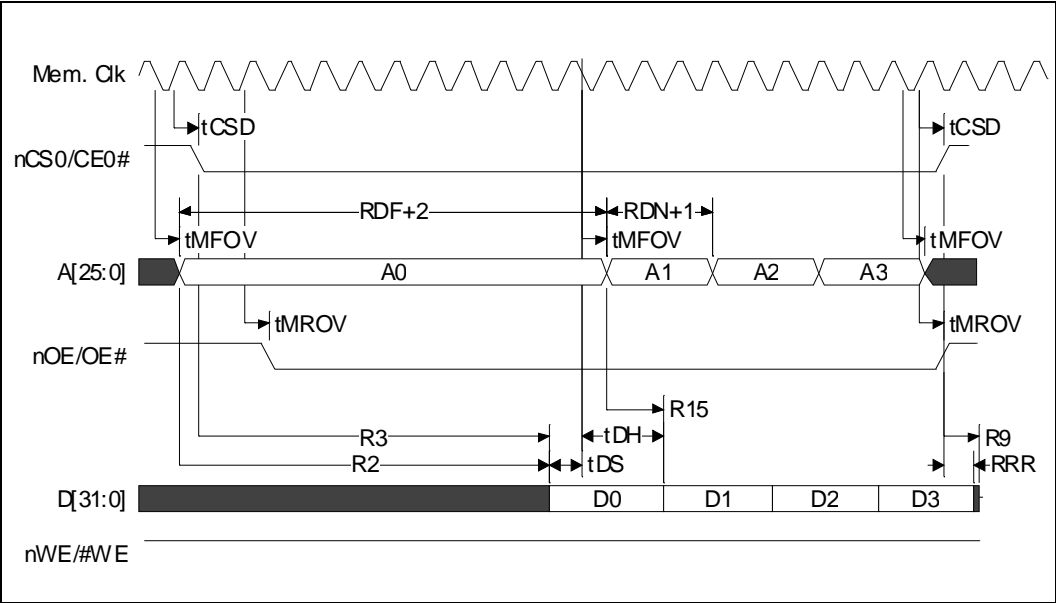 Mem. Clk
tCSD tCSD
nCS0/CE0#
RDF+2 RDN+1
tMFOV tMFOV tMFOV
A[25:0] A0 A1 A2 A3
tMROV tMROV
nOE/OE#
R15
R3 tDH R9
R2 tDS RRR
D[31:0] D0 D1 D2 D3
nWE/#WE